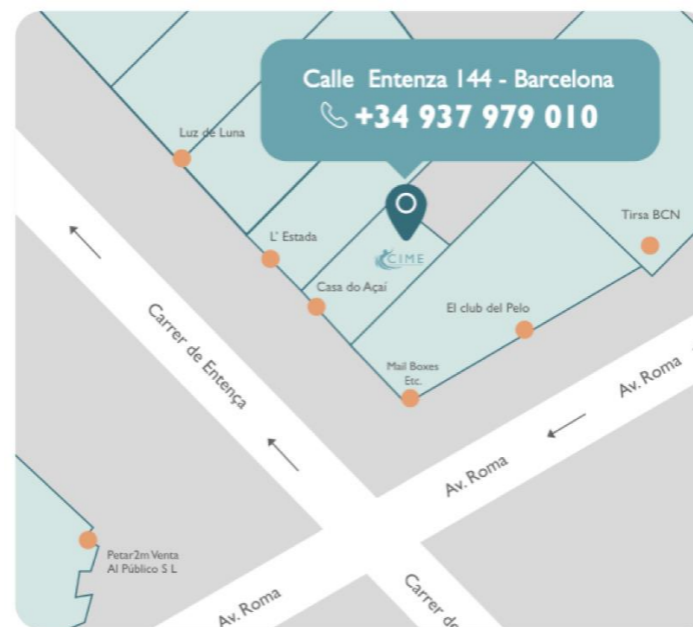 Calle Entenza 144 - Barcelona
+34 937 979 010
Luz de Luna
Tirsa BCN
L' Estada
CIME
Casa do Açaí
El club del Pelo
Carrer de Entença
Mail Boxes
Etc.
Av. Roma
Av. Roma
Petar2m Venta
Al Público S L
Av. Roma
Carrer de